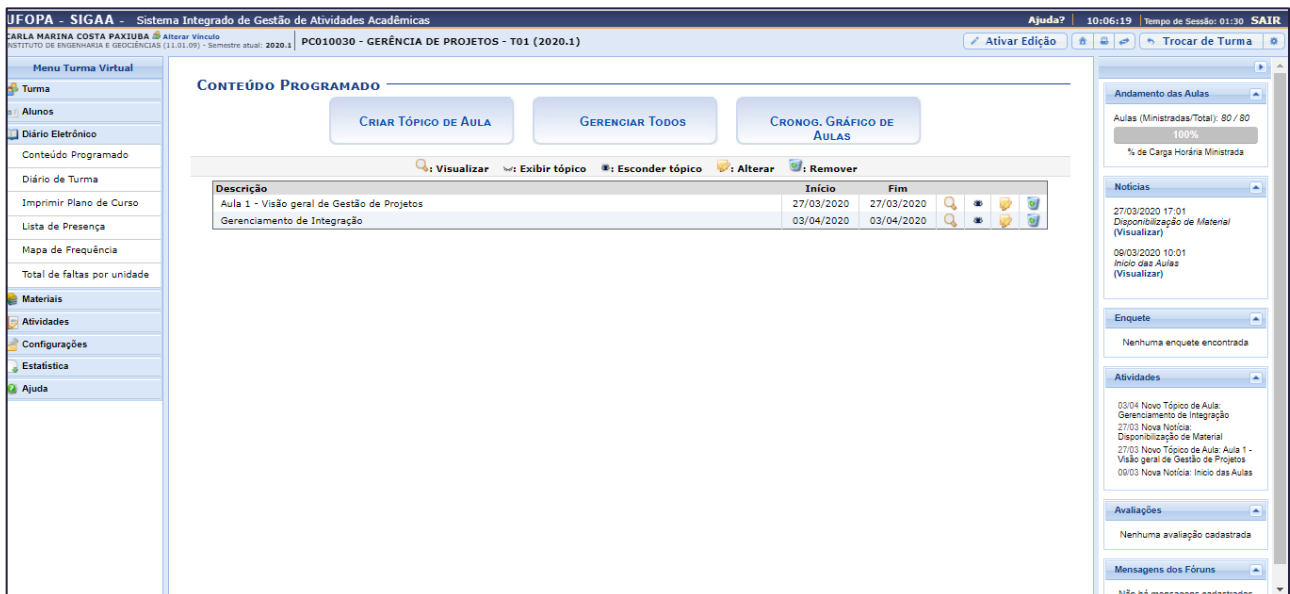 UFOPA - SIGAA - Sistema Integrado de Gestão de Atividades Acadêmicas Ajuda? 10:06:19 Tempo de Sessão: 01:30 SAIR
CARLA MARINA COSTA PAXIUBA Alterar Vínculo
NSTITUTO DE ENGENHARIA E GEOCIÊNCIAS (11.01.09) - Semestre atual: 2020.1
PC010030 - GERÊNCIA DE PROJETOS - T01 (2020.1)
Ativar Edição
Trocar de Turma
Menu Turma Virtual
Turma
Alunos
Diário Eletrônico
Conteúdo Programado
Diário de Turma
Imprimir Plano de Curso
Lista de Presença
Mapa de Frequência
Total de faltas por unidade
Materiais
Atividades
Configurações
Estatística
Ajuda
CONTEÚDO PROGRAMADO
CRIAR TÓPICO DE AULA
GERENCIAR TODOS
CRONOG. GRÁFICO DE
AULAS
: Visualizar : Exibir tópico : Esconder tópico : Alterar : Remover
Descrição Início Fim
Aula 1 - Visão geral de Gestão de Projetos 27/03/2020 27/03/2020
Gerenciamento de Integração 03/04/2020 03/04/2020
Andamento das Aulas
Aulas (Ministradas/Total): 80 / 80
100%
% de Carga Horária Ministrada
Notícias
27/03/2020 17:01
Disponibilização de Material
(Visualizar)
09/03/2020 10:01
Inicio das Aulas
(Visualizar)
Enquete
Nenhuma enquete encontrada
Atividades
03/04 Novo Tópico de Aula:
Gerenciamento de Integração
27/03 Nova Notícia:
Disponibilização de Material
27/03 Novo Tópico de Aula: Aula 1 -
Visão geral de Gestão de Projetos
09/03 Nova Notícia: Inicio das Aulas
Avaliações
Nenhuma avaliação cadastrada
Mensagens dos Fóruns
Não há mensagens cadastradas